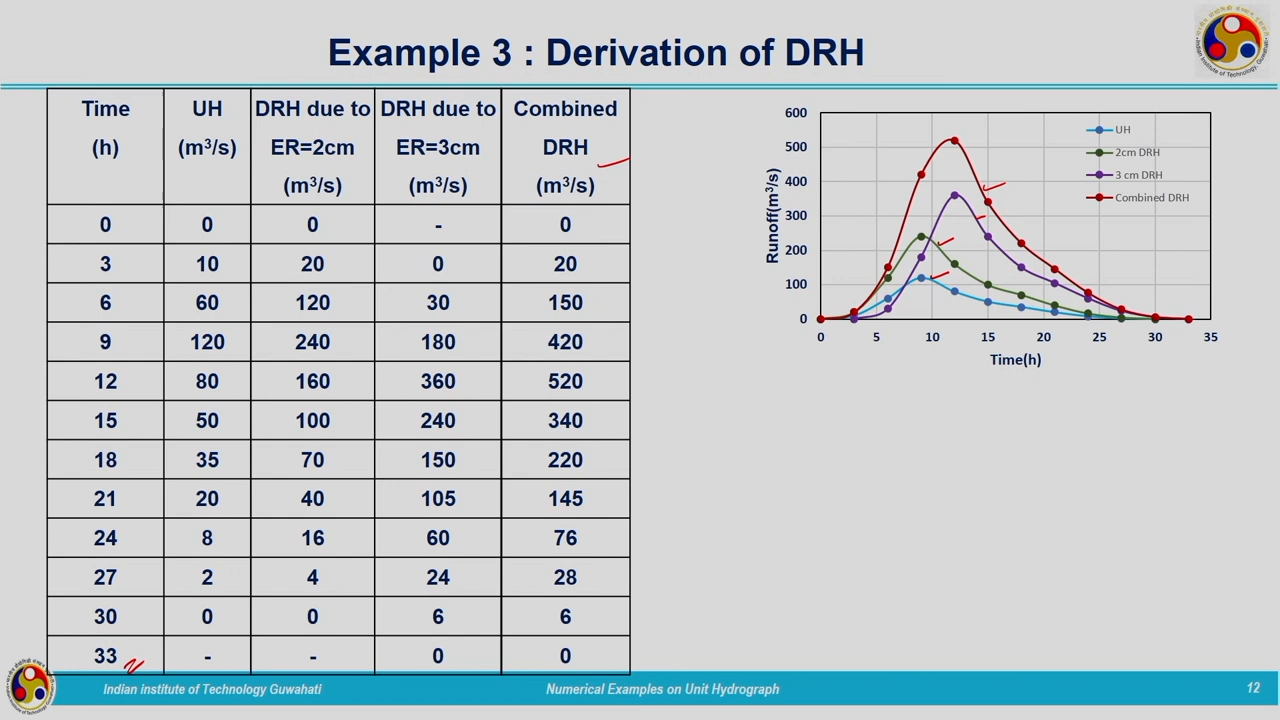 Example 3 : Derivation of DRH
Time UH DRH due to DRH due to Combined
(h) (m³/s) ER=2cm ER=3cm DRH
(m³/s) (m³/s) (m³/s)
0 0 0 - 0
3 10 20 0 20
6 60 120 30 150
9 120 240 180 420
12 80 160 360 520
15 50 100 240 340
18 35 70 150 220
21 20 40 105 145
24 8 16 60 76
27 2 4 24 28
30 0 0 6 6
33 - - 0 0
600
500
400
300
200
100
0
Runoff(m³/s)
UH
2cm DRH
3 cm DRH
Combined DRH
0 5 10 15 20 25 30 35
Time(h)
Indian institute of Technology Guwahati Numerical Examples on Unit Hydrograph 12